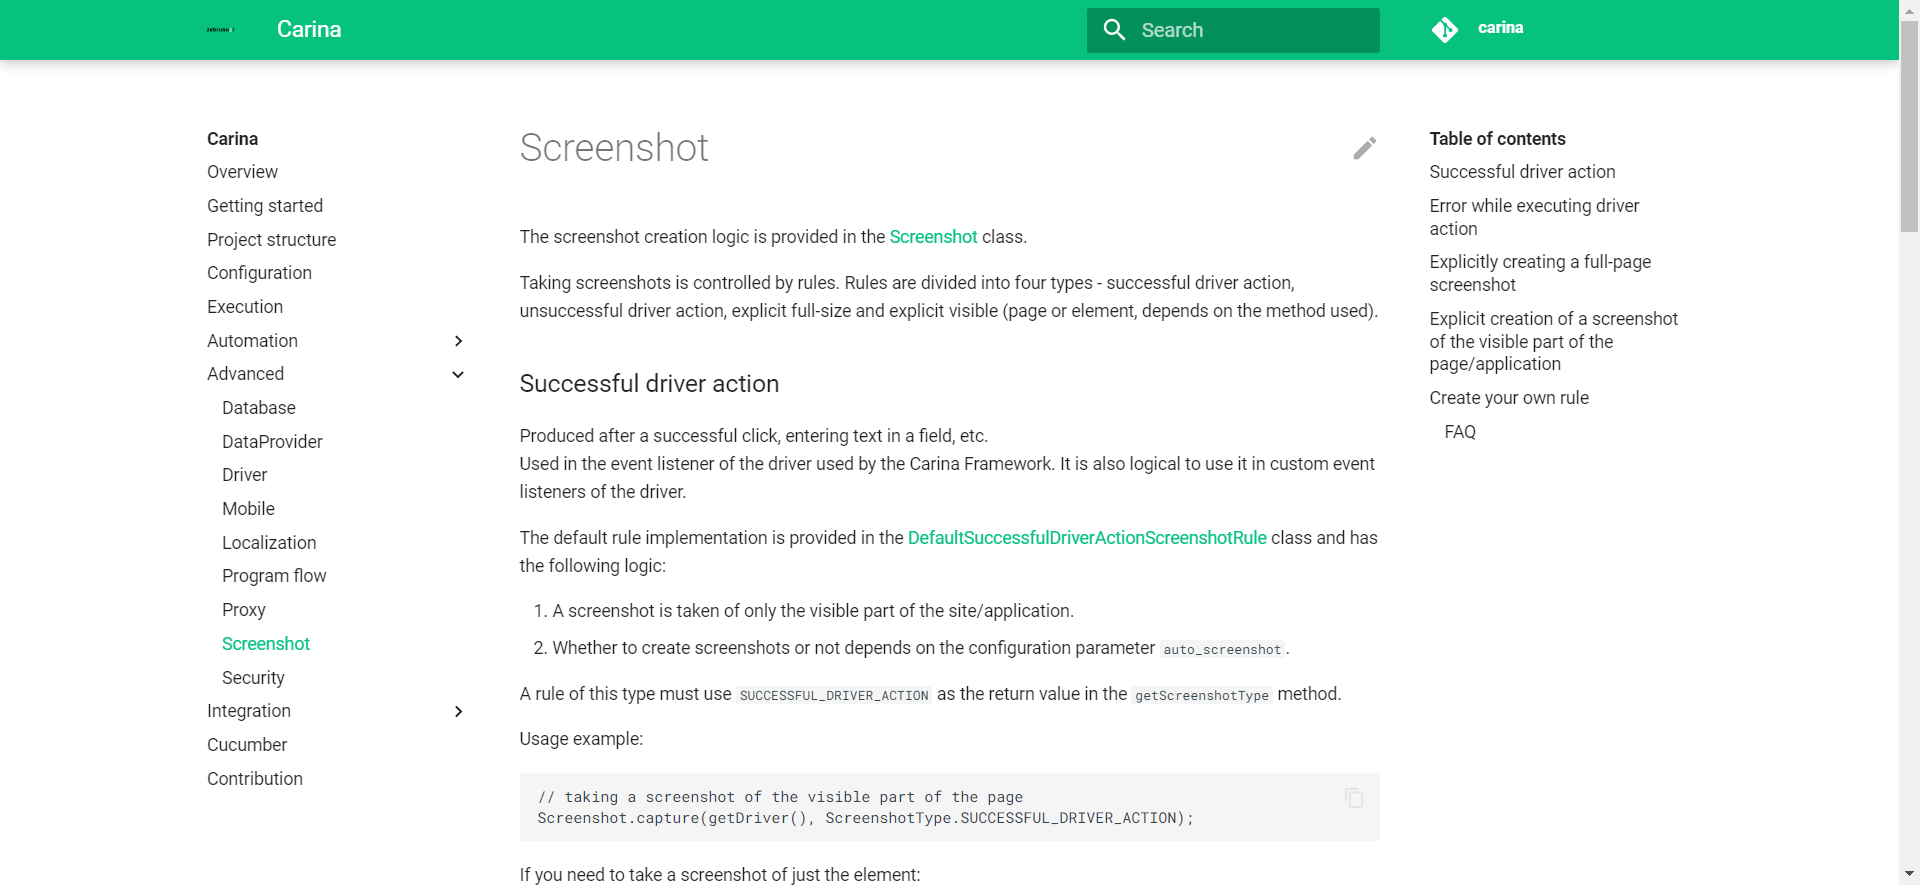 zebrunner
Carina
Search
carina
Carina
Overview
Getting started
Project structure
Configuration
Execution
Automation
Advanced
Database
DataProvider
Driver
Mobile
Localization
Program flow
Proxy
Screenshot
Security
Integration
Cucumber
Contribution
Screenshot
The screenshot creation logic is provided in the Screenshot class.
Taking screenshots is controlled by rules. Rules are divided into four types - successful driver action,
unsuccessful driver action, explicit full-size and explicit visible (page or element, depends on the method used).
Successful driver action
Produced after a successful click, entering text in a field, etc.
Used in the event listener of the driver used by the Carina Framework. It is also logical to use it in custom event
listeners of the driver.
The default rule implementation is provided in the DefaultSuccessfulDriverActionScreenshotRule class and has
the following logic:
1. A screenshot is taken of only the visible part of the site/application.
2. Whether to create screenshots or not depends on the configuration parameter auto_screenshot.
A rule of this type must use SUCCESSFUL_DRIVER_ACTION as the return value in the getScreenshotType method.
Usage example:
// taking a screenshot of the visible part of the page
Screenshot.capture(getDriver(), ScreenshotType.SUCCESSFUL_DRIVER_ACTION);
If you need to take a screenshot of just the element:
Table of contents
Successful driver action
Error while executing driver
action
Explicitly creating a full-page
screenshot
Explicit creation of a screenshot
of the visible part of the
page/application
Create your own rule
FAQ